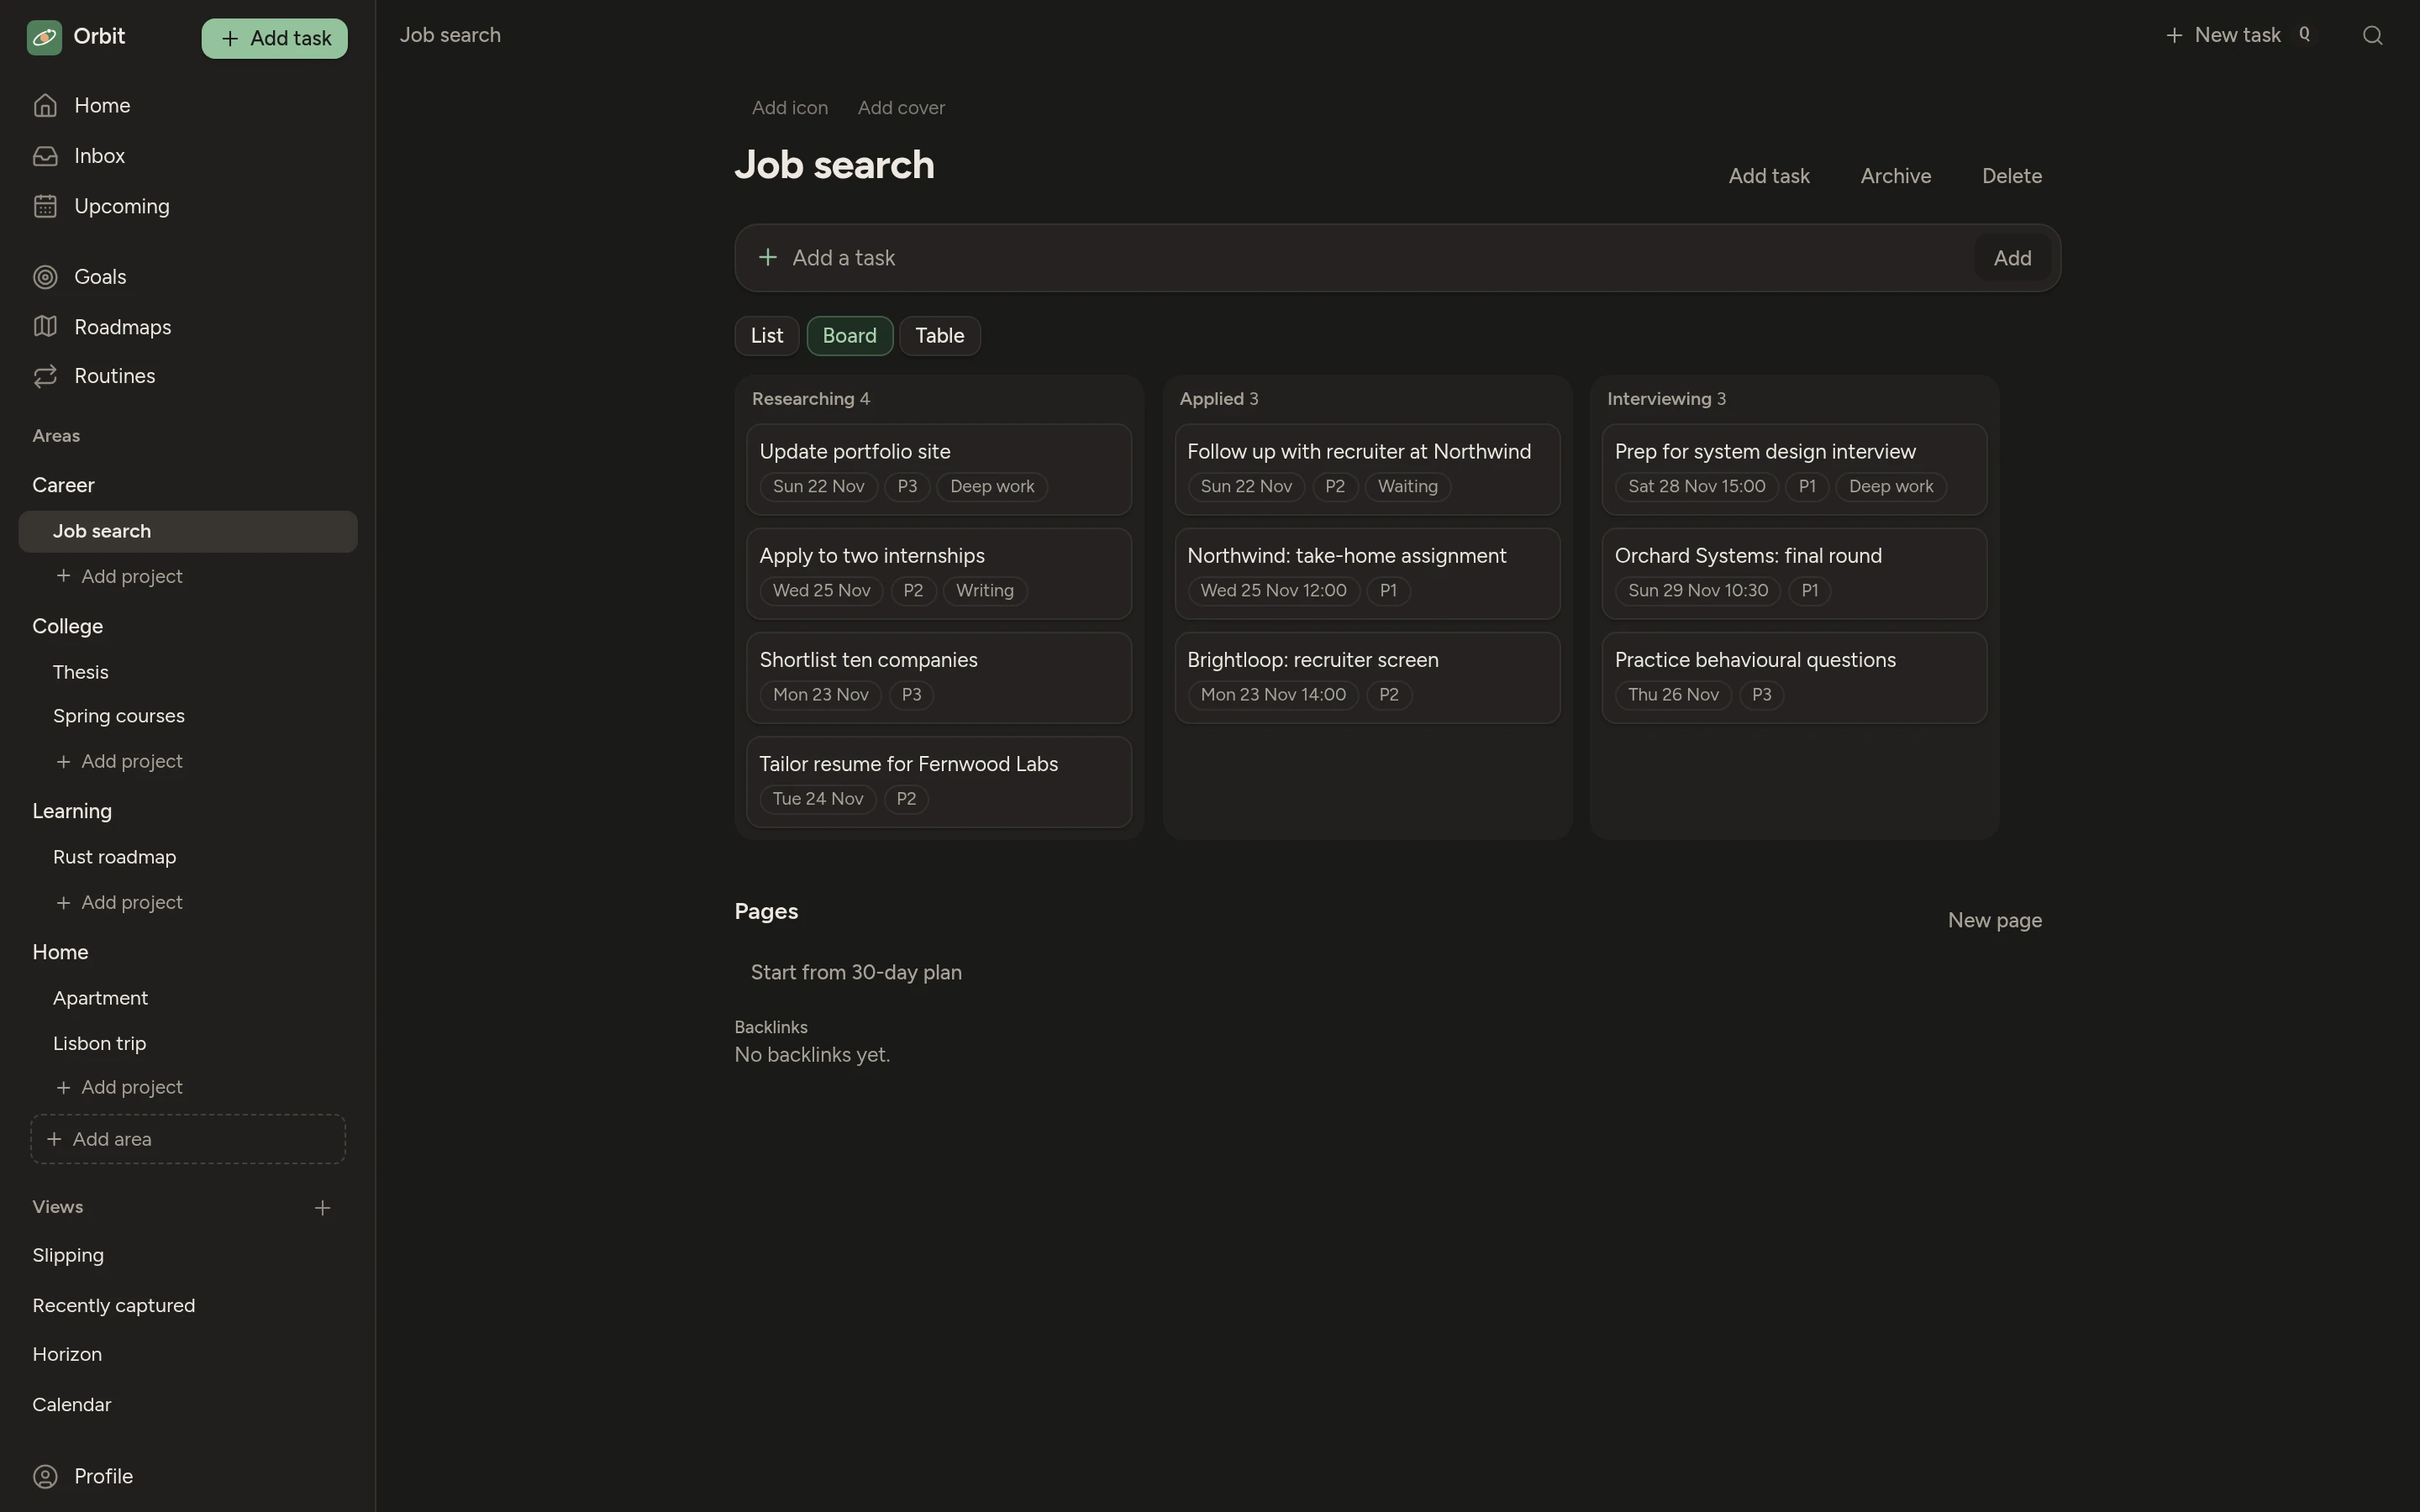 Orbit
Add task
Home
Inbox
Upcoming
Goals
Roadmaps
Routines
Areas
Career
Job search
Add project
College
Thesis
Spring courses
Add project
Learning
Rust roadmap
Add project
Home
Apartment
Lisbon trip
Add project
Add area
Views
Slipping
Recently captured
Horizon
Calendar
Profile
Job search
New task Q
Add icon Add cover
Job search
Add task Archive Delete
Add a task Add
List Board Table
Researching 4
Update portfolio site
Sun 22 Nov P3 Deep work
Apply to two internships
Wed 25 Nov P2 Writing
Shortlist ten companies
Mon 23 Nov P3
Tailor resume for Fernwood Labs
Tue 24 Nov P2
Applied 3
Follow up with recruiter at Northwind
Sun 22 Nov P2 Waiting
Northwind: take-home assignment
Wed 25 Nov 12:00 P1
Brightloop: recruiter screen
Mon 23 Nov 14:00 P2
Interviewing 3
Prep for system design interview
Sat 28 Nov 15:00 P1 Deep work
Orchard Systems: final round
Sun 29 Nov 10:30 P1
Practice behavioural questions
Thu 26 Nov P3
Pages
New page
Start from 30-day plan
Backlinks
No backlinks yet.